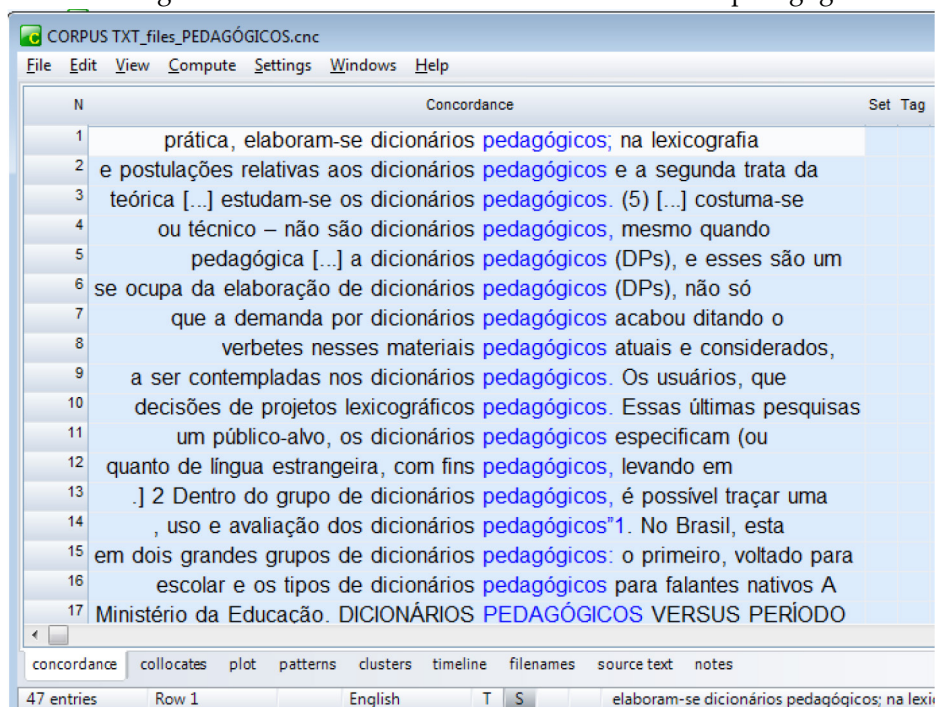 CORPUS TXT_files_PEDAGÓGICOS.cnc
File Edit View Compute Settings Windows Help
N Concordance Set Tag
1 prática, elaboram-se dicionários pedagógicos; na lexicografia
2 e postulações relativas aos dicionários pedagógicos e a segunda trata da
3 teórica [...] estudam-se os dicionários pedagógicos. (5) [...] costuma-se
4 ou técnico – não são dicionários pedagógicos, mesmo quando
5 pedagógica [...] a dicionários pedagógicos (DPs), e esses são um
6 se ocupa da elaboração de dicionários pedagógicos (DPs), não só
7 que a demanda por dicionários pedagógicos acabou ditando o
8 verbetes nesses materiais pedagógicos atuais e considerados,
9 a ser contempladas nos dicionários pedagógicos. Os usuários, que
10 decisões de projetos lexicográficos pedagógicos. Essas últimas pesquisas
11 um público-alvo, os dicionários pedagógicos especificam (ou
12 quanto de língua estrangeira, com fins pedagógicos, levando em
13 .] 2 Dentro do grupo de dicionários pedagógicos, é possível traçar uma
14 , uso e avaliação dos dicionários pedagógicos”1. No Brasil, esta
15 em dois grandes grupos de dicionários pedagógicos: o primeiro, voltado para
16 escolar e os tipos de dicionários pedagógicos para falantes nativos A
17 Ministério da Educação. DICIONÁRIOS PEDAGÓGICOS VERSUS PERÍODO
concordance collocates plot patterns clusters timeline filenames source text notes
47 entries Row 1 English T S elaboram-se dicionários pedagógicos; na lexi